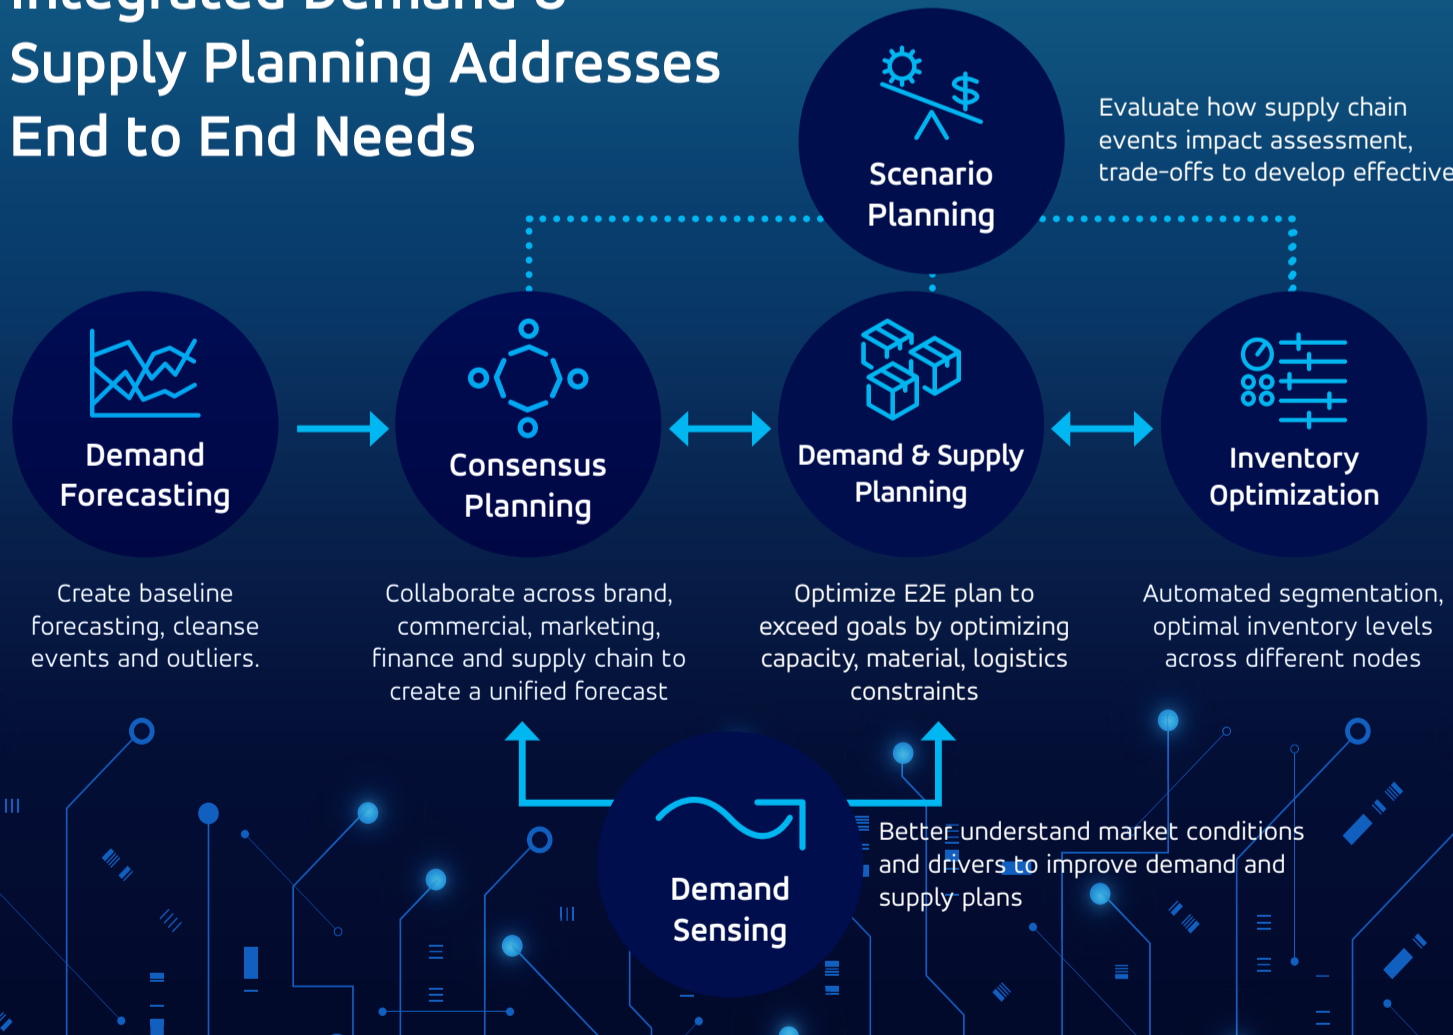 Integrated Demand &
Supply Planning Addresses
End to End Needs
Scenario
Planning
Evaluate how supply chain
events impact assessment,
trade-offs to develop effective
Demand
Forecasting
Create baseline
forecasting, cleanse
events and outliers.
Consensus
Planning
Collaborate across brand,
commercial, marketing,
finance and supply chain to
create a unified forecast
Demand & Supply
Planning
Optimize E2E plan to
exceed goals by optimizing
capacity, material, logistics
constraints
Inventory
Optimization
Automated segmentation,
optimal inventory levels
across different nodes
Demand
Sensing
Better understand market conditions
and drivers to improve demand and
supply plans